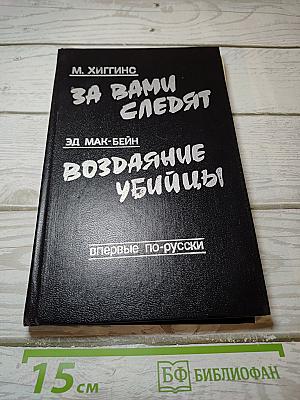 М. ХИГГИНС
ЗА ВАМИ
СЛЕДЯТ
ЭД МАК-БЕЙН
ВОЗДАЯНИЕ
УБИЙЦЫ
впервые по-русски
15 см
БФ БИБЛИОФАН